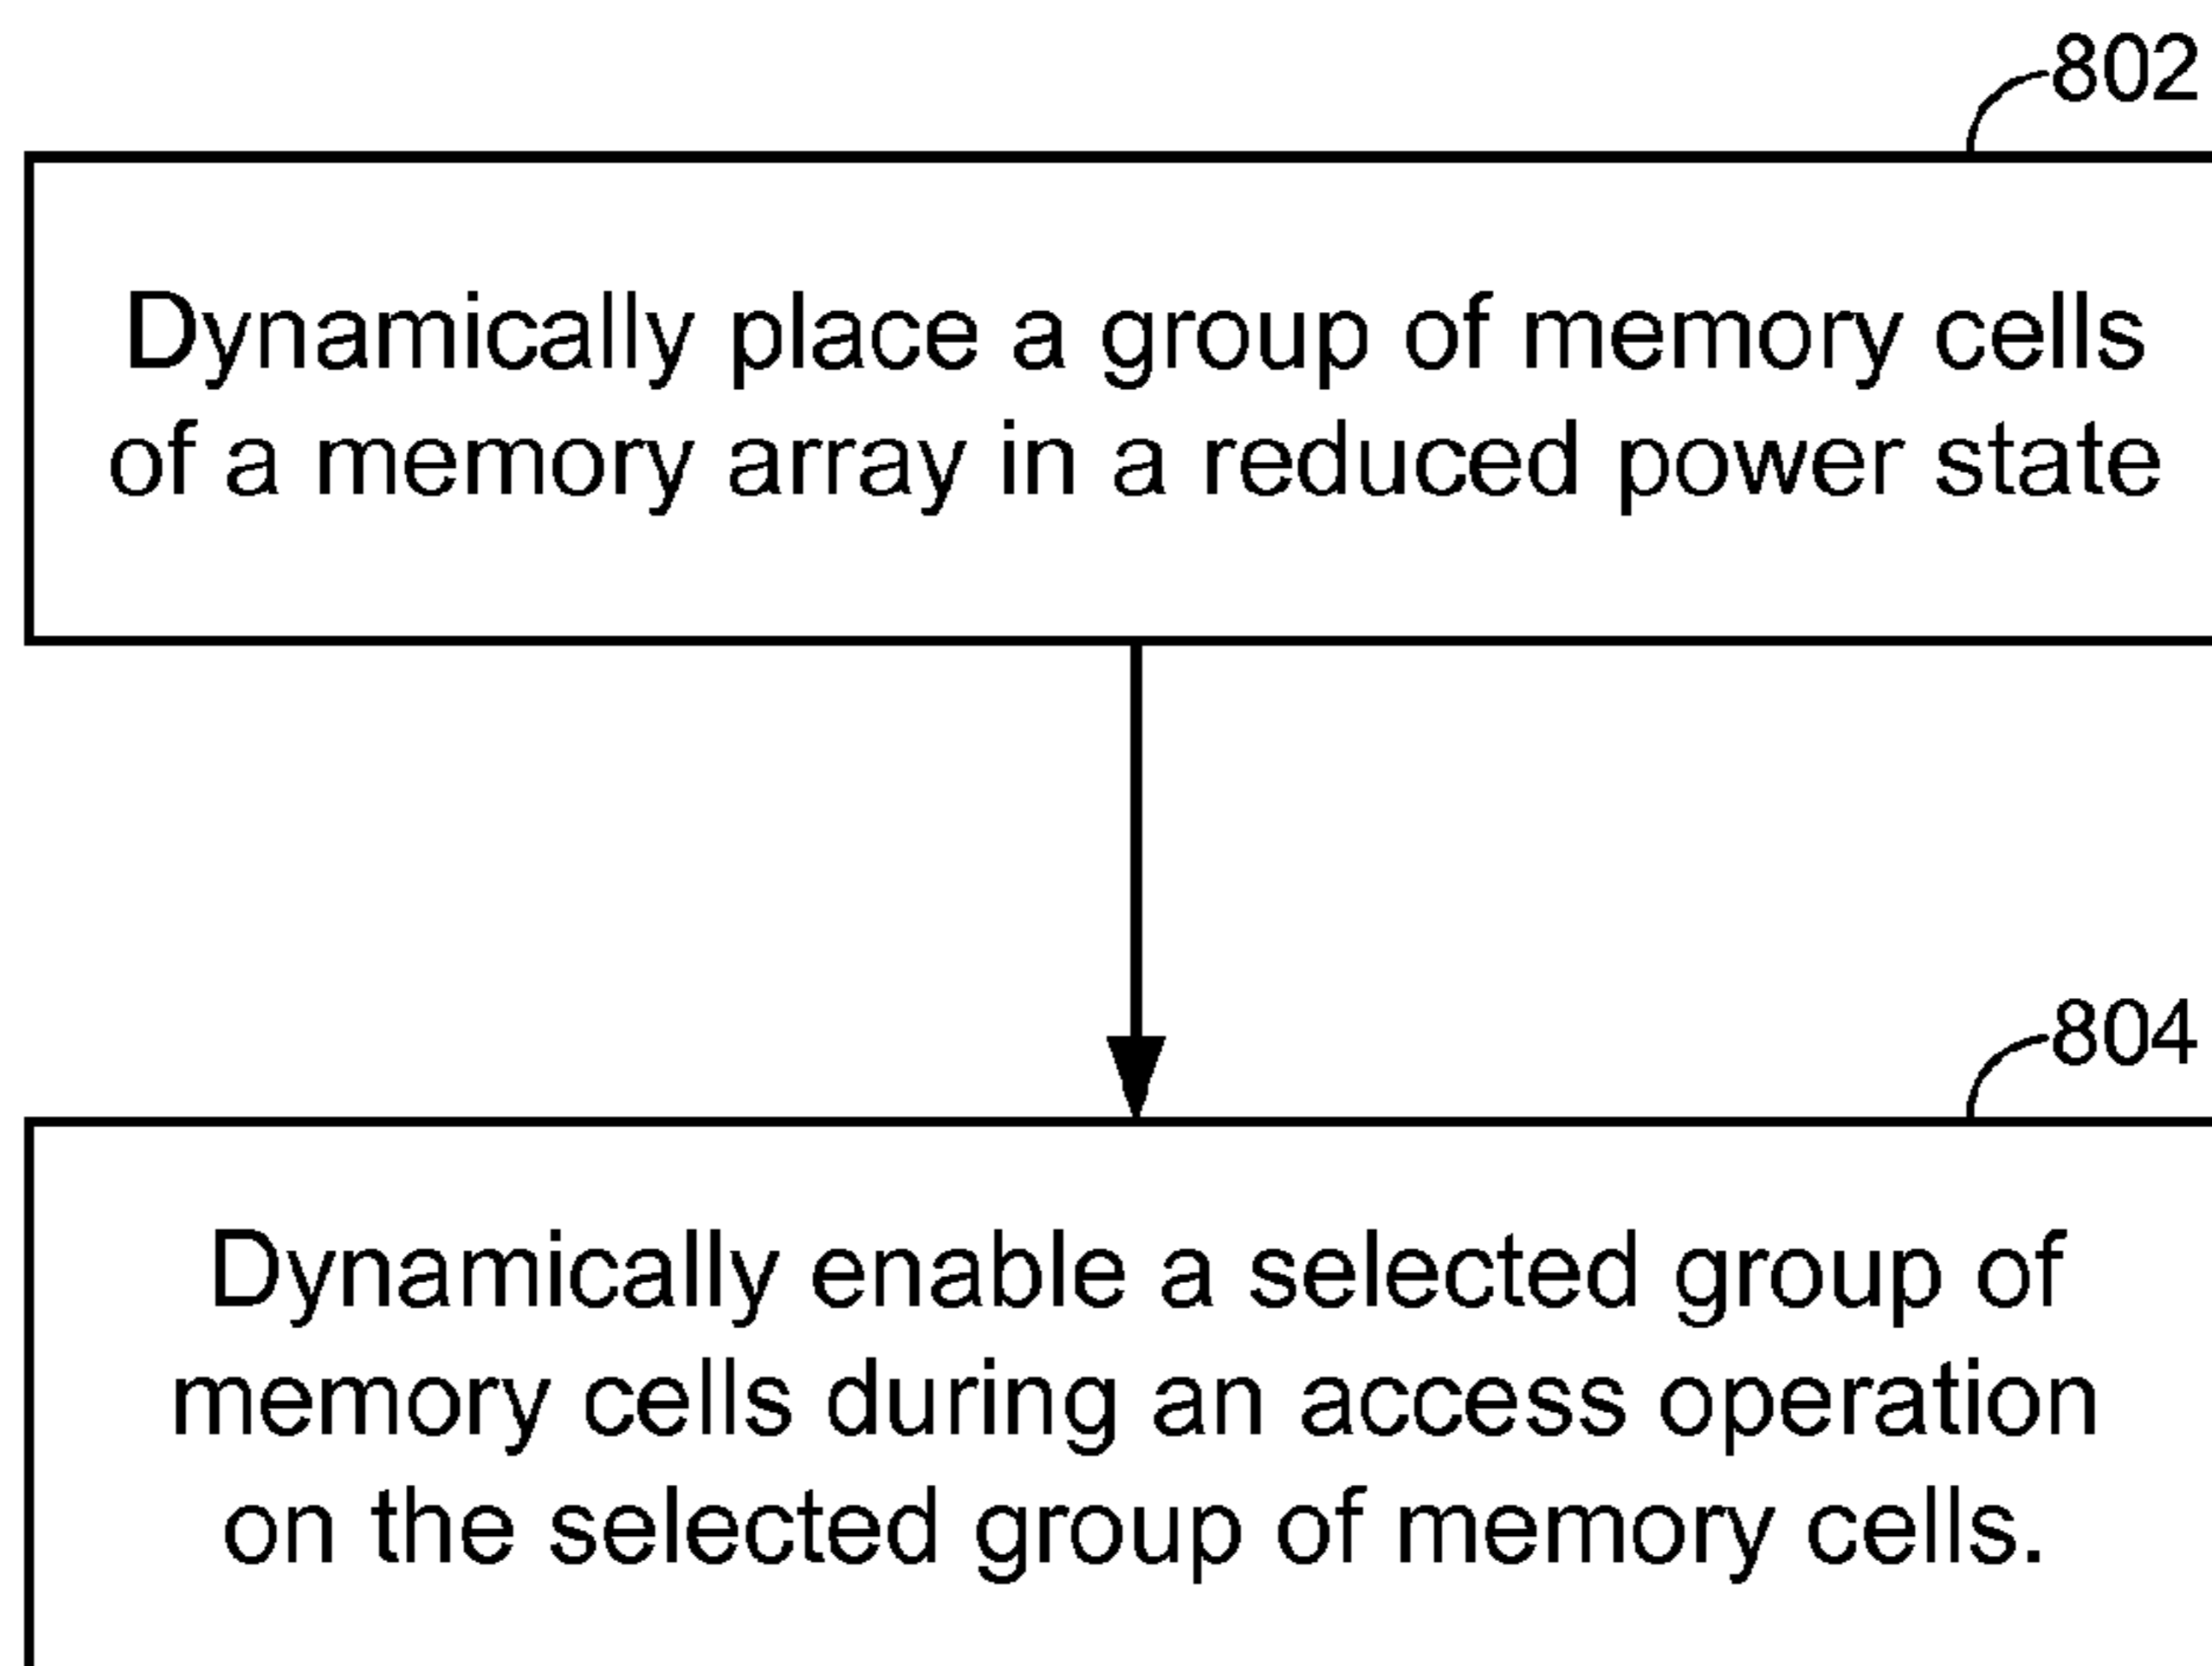 802
Dynamically place a group of memory cells
of a memory array in a reduced power state
804
Dynamically enable a selected group of
memory cells during an access operation
on the selected group of memory cells.